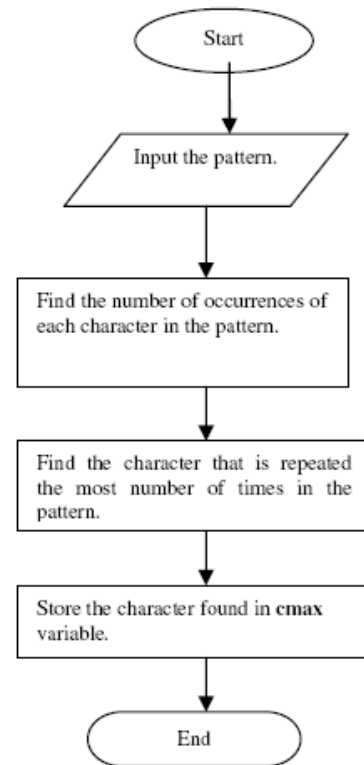 Start
Input the pattern.
Find the number of occurrences of
each character in the pattern.
Find the character that is repeated
the most number of times in the
pattern.
Store the character found in cmax
variable.
End